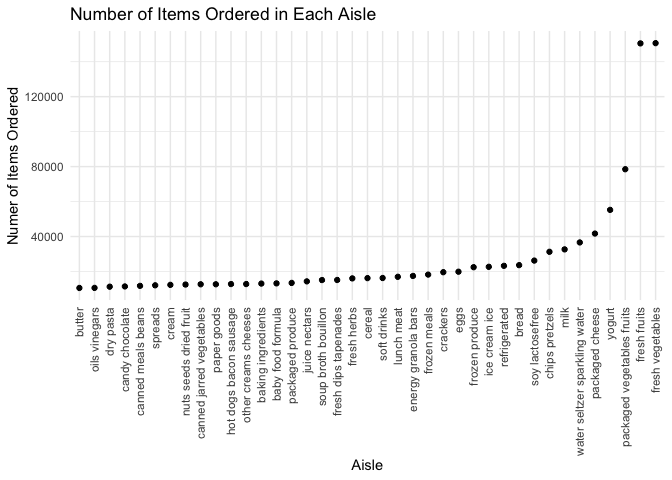 Number of Items Ordered in Each Aisle
Numer of Items Ordered
120000
80000
40000
butter
oils vinegars
dry pasta
candy chocolate
canned meals beans
spreads
cream
nuts seeds dried fruit
canned jarred vegetables
paper goods
hot dogs bacon sausage
other creams cheeses
baking ingredients
baby food formula
packaged produce
juice nectars
soup broth bouillon
fresh dips tapenades
fresh herbs
cereal
soft drinks
lunch meat
energy granola bars
frozen meals
crackers
eggs
frozen produce
ice cream ice
refrigerated
bread
soy lactosefree
chips pretzels
milk
water seltzer sparkling water
packaged cheese
yogurt
packaged vegetables fruits
fresh fruits
fresh vegetables
Aisle